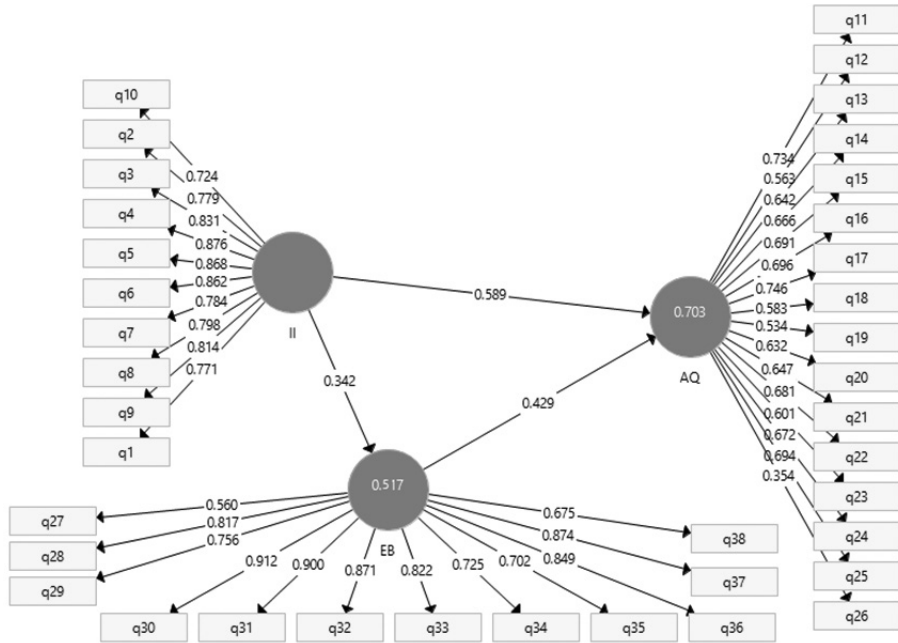 q10
q2
q3
q4
q5
q6
q7
q8
q9
q1
0.724
0.779
0.831
0.876
0.868
0.862
0.784
0.798
0.814
0.771
II
0.589
0.342
0.429
0.703
AQ
0.734
0.563
0.642
0.666
0.691
0.696
0.746
0.583
0.534
0.632
0.647
0.681
0.601
0.672
0.694
0.354
q11
q12
q13
q14
q15
q16
q17
q18
q19
q20
q21
q22
q23
q24
q25
q26
0.517
EB
0.560
0.817
0.756
0.912
0.900
0.871
0.822
0.725
0.702
0.849
0.874
0.675
q27
q28
q29
q30
q31
q32
q33
q34
q35
q36
q37
q38